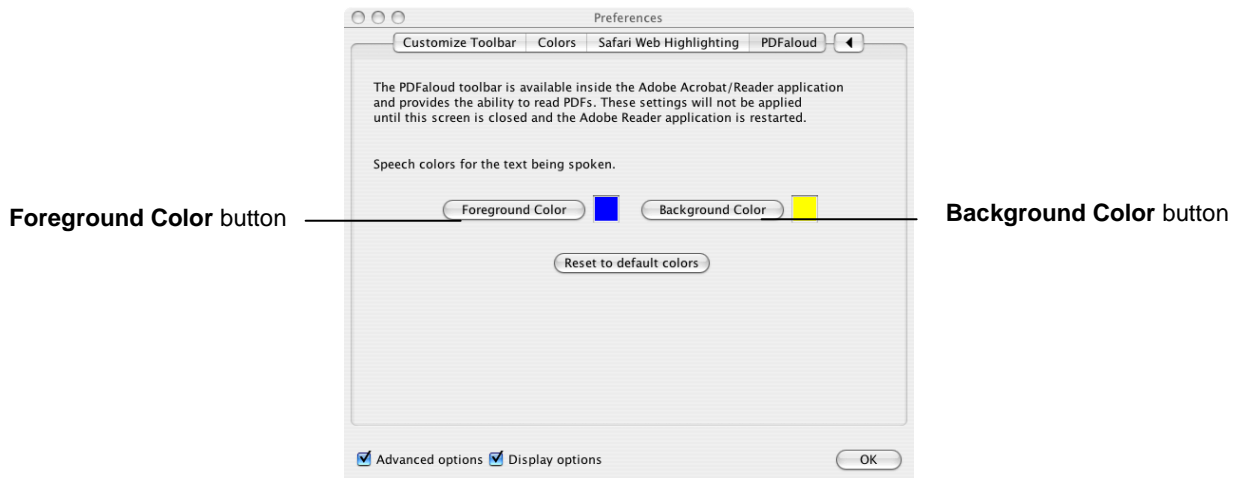 Preferences
Customize Toolbar Colors Safari Web Highlighting PDFaloud
The PDFaloud toolbar is available inside the Adobe Acrobat/Reader application
and provides the ability to read PDFs. These settings will not be applied
until this screen is closed and the Adobe Reader application is restarted.
Speech colors for the text being spoken.
Foreground Color button
Foreground Color Background Color
Background Color button
Reset to default colors
Advanced options Display options OK